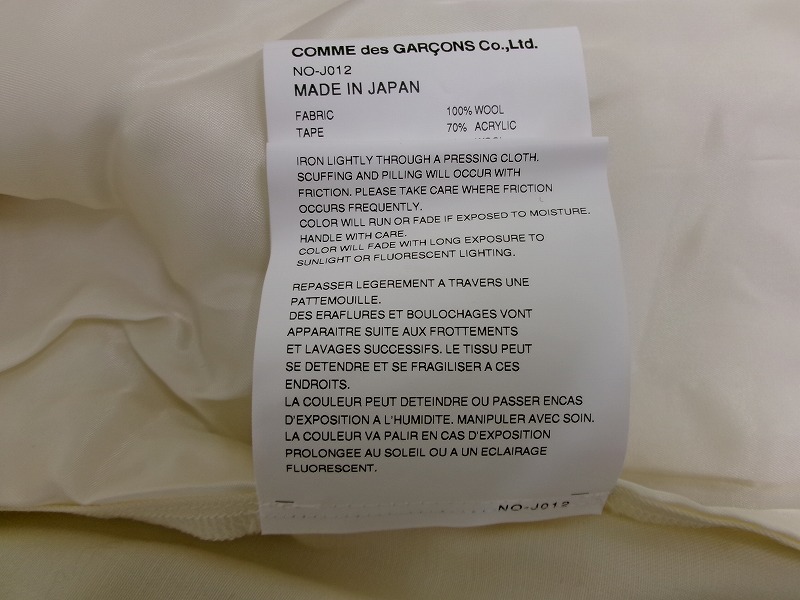 COMME des GARÇONS Co.,Ltd.
NO-J012
MADE IN JAPAN
FABRIC 100% WOOL
TAPE 70% ACRYLIC
IRON LIGHTLY THROUGH A PRESSING CLOTH.
SCUFFING AND PILLING WILL OCCUR WITH
FRICTION. PLEASE TAKE CARE WHERE FRICTION
OCCURS FREQUENTLY.
COLOR WILL RUN OR FADE IF EXPOSED TO MOISTURE.
HANDLE WITH CARE.
COLOR WILL FADE WITH LONG EXPOSURE TO
SUNLIGHT OR FLUORESCENT LIGHTING.
REPASSER LEGEREMENT A TRAVERS UNE
PATTEMOUILLE.
DES ERAFLURES ET BOULOCHAGES VONT
APPARAITRE SUITE AUX FROTTEMENTS
ET LAVAGES SUCCESSIFS. LE TISSU PEUT
SE DETENDRE ET SE FRAGILISER A CES
ENDROITS.
LA COULEUR PEUT DETEINDRE OU PASSER EN CAS
D'EXPOSITION A L'HUMIDITE. MANIPULER AVEC SOIN.
LA COULEUR VA PALIR EN CAS D'EXPOSITION
PROLONGEE AU SOLEIL OU A UN ECLAIRAGE
FLUORESCENT.
NO-J012